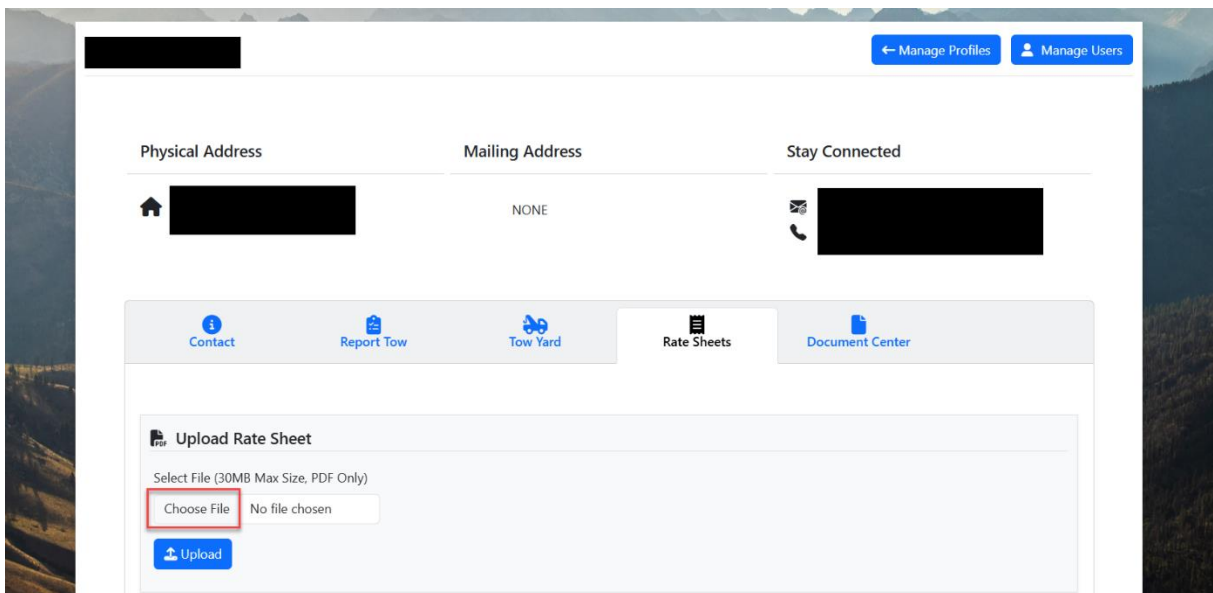 ← Manage Profiles
Manage Users
Physical Address
Mailing Address
Stay Connected
NONE
Contact
Report Tow
Tow Yard
Rate Sheets
Document Center
PDF Upload Rate Sheet
Select File (30MB Max Size, PDF Only)
Choose File No file chosen
Upload